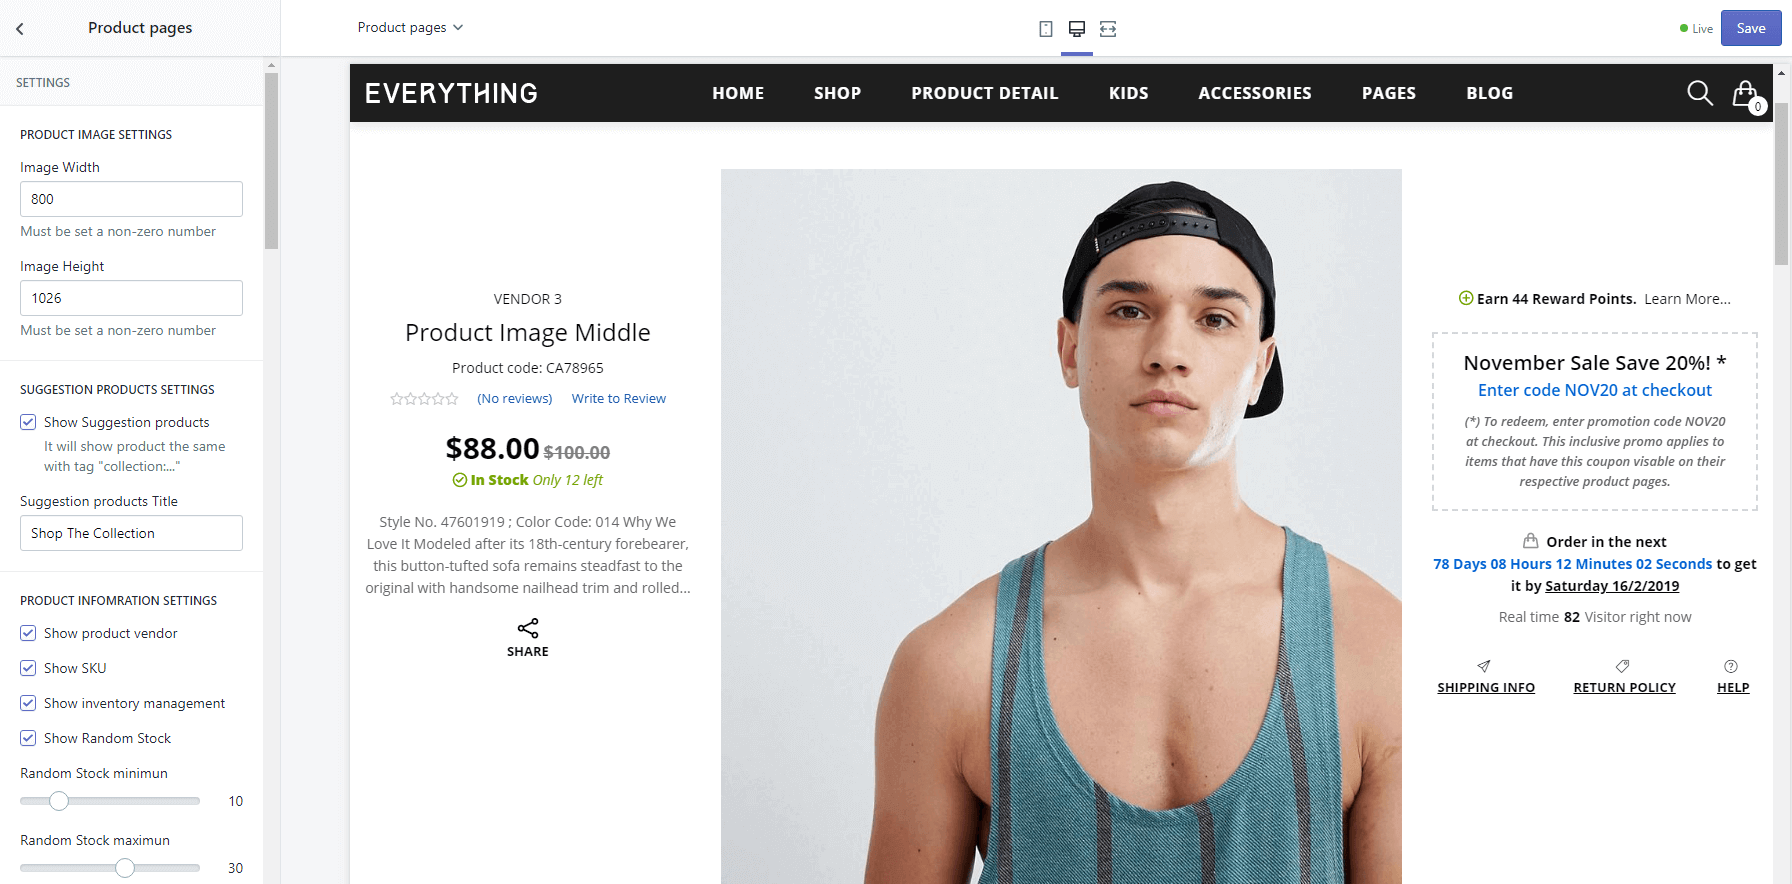 Product pages
SETTINGS
PRODUCT IMAGE SETTINGS
Image Width
800
Must be set a non-zero number
Image Height
1026
Must be set a non-zero number
SUGGESTION PRODUCTS SETTINGS
Show Suggestion products
It will show product the same
with tag "collection:..."
Suggestion products Title
Shop The Collection
PRODUCT INFOMRATION SETTINGS
Show product vendor
Show SKU
Show inventory management
Show Random Stock
Random Stock minimun
10
Random Stock maximun
30
Product pages
Live
Save
EVERYTHING
HOME
SHOP
PRODUCT DETAIL
KIDS
ACCESSORIES
PAGES
BLOG
0
VENDOR 3
Product Image Middle
Product code: CA78965
(No reviews) Write to Review
$88.00 $100.00
In Stock Only 12 left
Style No. 47601919 ; Color Code: 014 Why We
Love It Modeled after its 18th-century forebearer,
this button-tufted sofa remains steadfast to the
original with handsome nailhead trim and rolled...
SHARE
Earn 44 Reward Points. Learn More...
November Sale Save 20%! *
Enter code NOV20 at checkout
(*) To redeem, enter promotion code NOV20
at checkout. This inclusive promo applies to
items that have this coupon visable on their
respective product pages.
Order in the next
78 Days 08 Hours 12 Minutes 02 Seconds to get
it by Saturday 16/2/2019
Real time 82 Visitor right now
SHIPPING INFO
RETURN POLICY
HELP